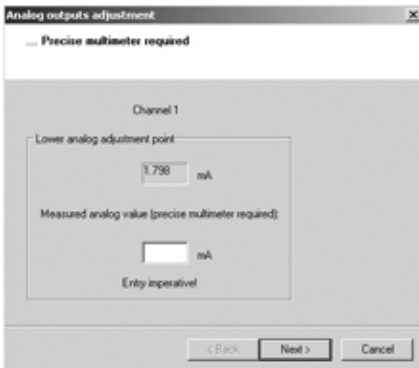 Analog outputs adjustment
.... Precise multimeter required
Channel 1
Lower analog adjustment point
1.798 mA
Measured analog value (precise multimeter required):
mA
Entry imperative!
< Back Next > Cancel